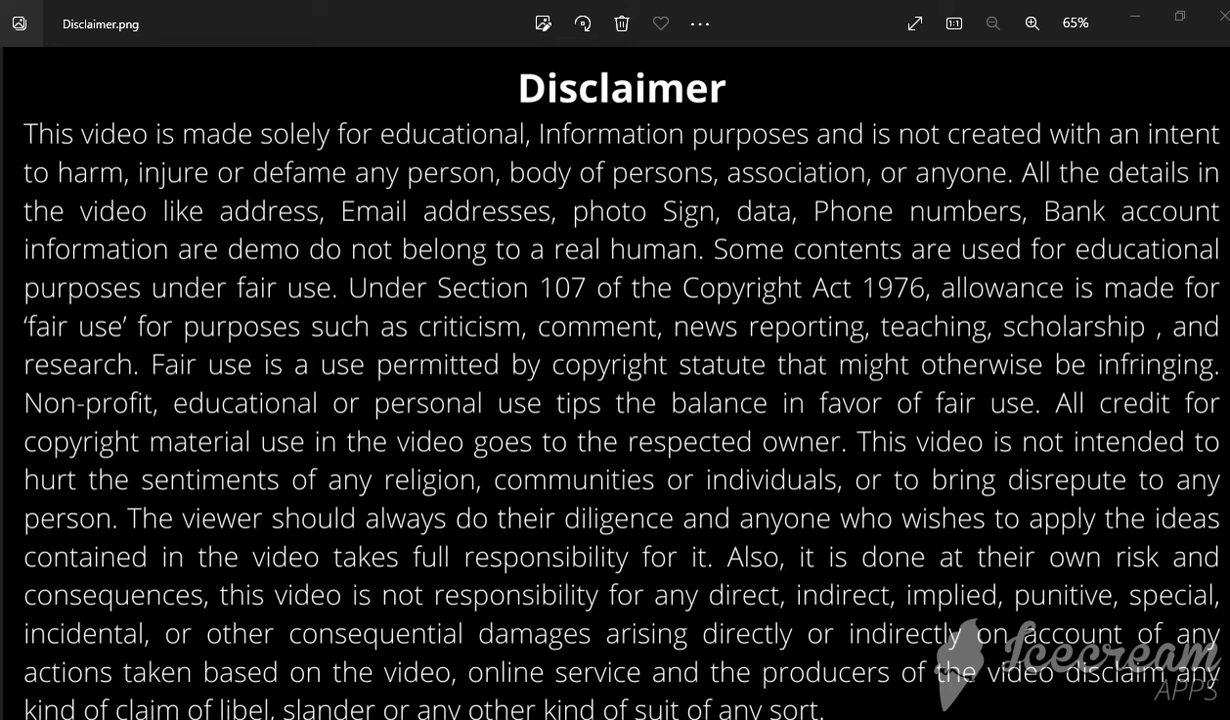 Disclaimer.png
65%
Disclaimer
This video is made solely for educational, Information purposes and is not created with an intent
to harm, injure or defame any person, body of persons, association, or anyone. All the details in
the video like address, Email addresses, photo Sign, data, Phone numbers, Bank account
information are demo do not belong to a real human. Some contents are used for educational
purposes under fair use. Under Section 107 of the Copyright Act 1976, allowance is made for
‘fair use’ for purposes such as criticism, comment, news reporting, teaching, scholarship , and
research. Fair use is a use permitted by copyright statute that might otherwise be infringing.
Non-profit, educational or personal use tips the balance in favor of fair use. All credit for
copyright material use in the video goes to the respected owner. This video is not intended to
hurt the sentiments of any religion, communities or individuals, or to bring disrepute to any
person. The viewer should always do their diligence and anyone who wishes to apply the ideas
contained in the video takes full responsibility for it. Also, it is done at their own risk and
consequences, this video is not responsibility for any direct, indirect, implied, punitive, special,
incidental, or other consequential damages arising directly or indirectly on account of any
actions taken based on the video, online service and the producers of the video disclaim any
kind of claim of libel, slander or any other kind of suit of any sort.
Icecream
APPS